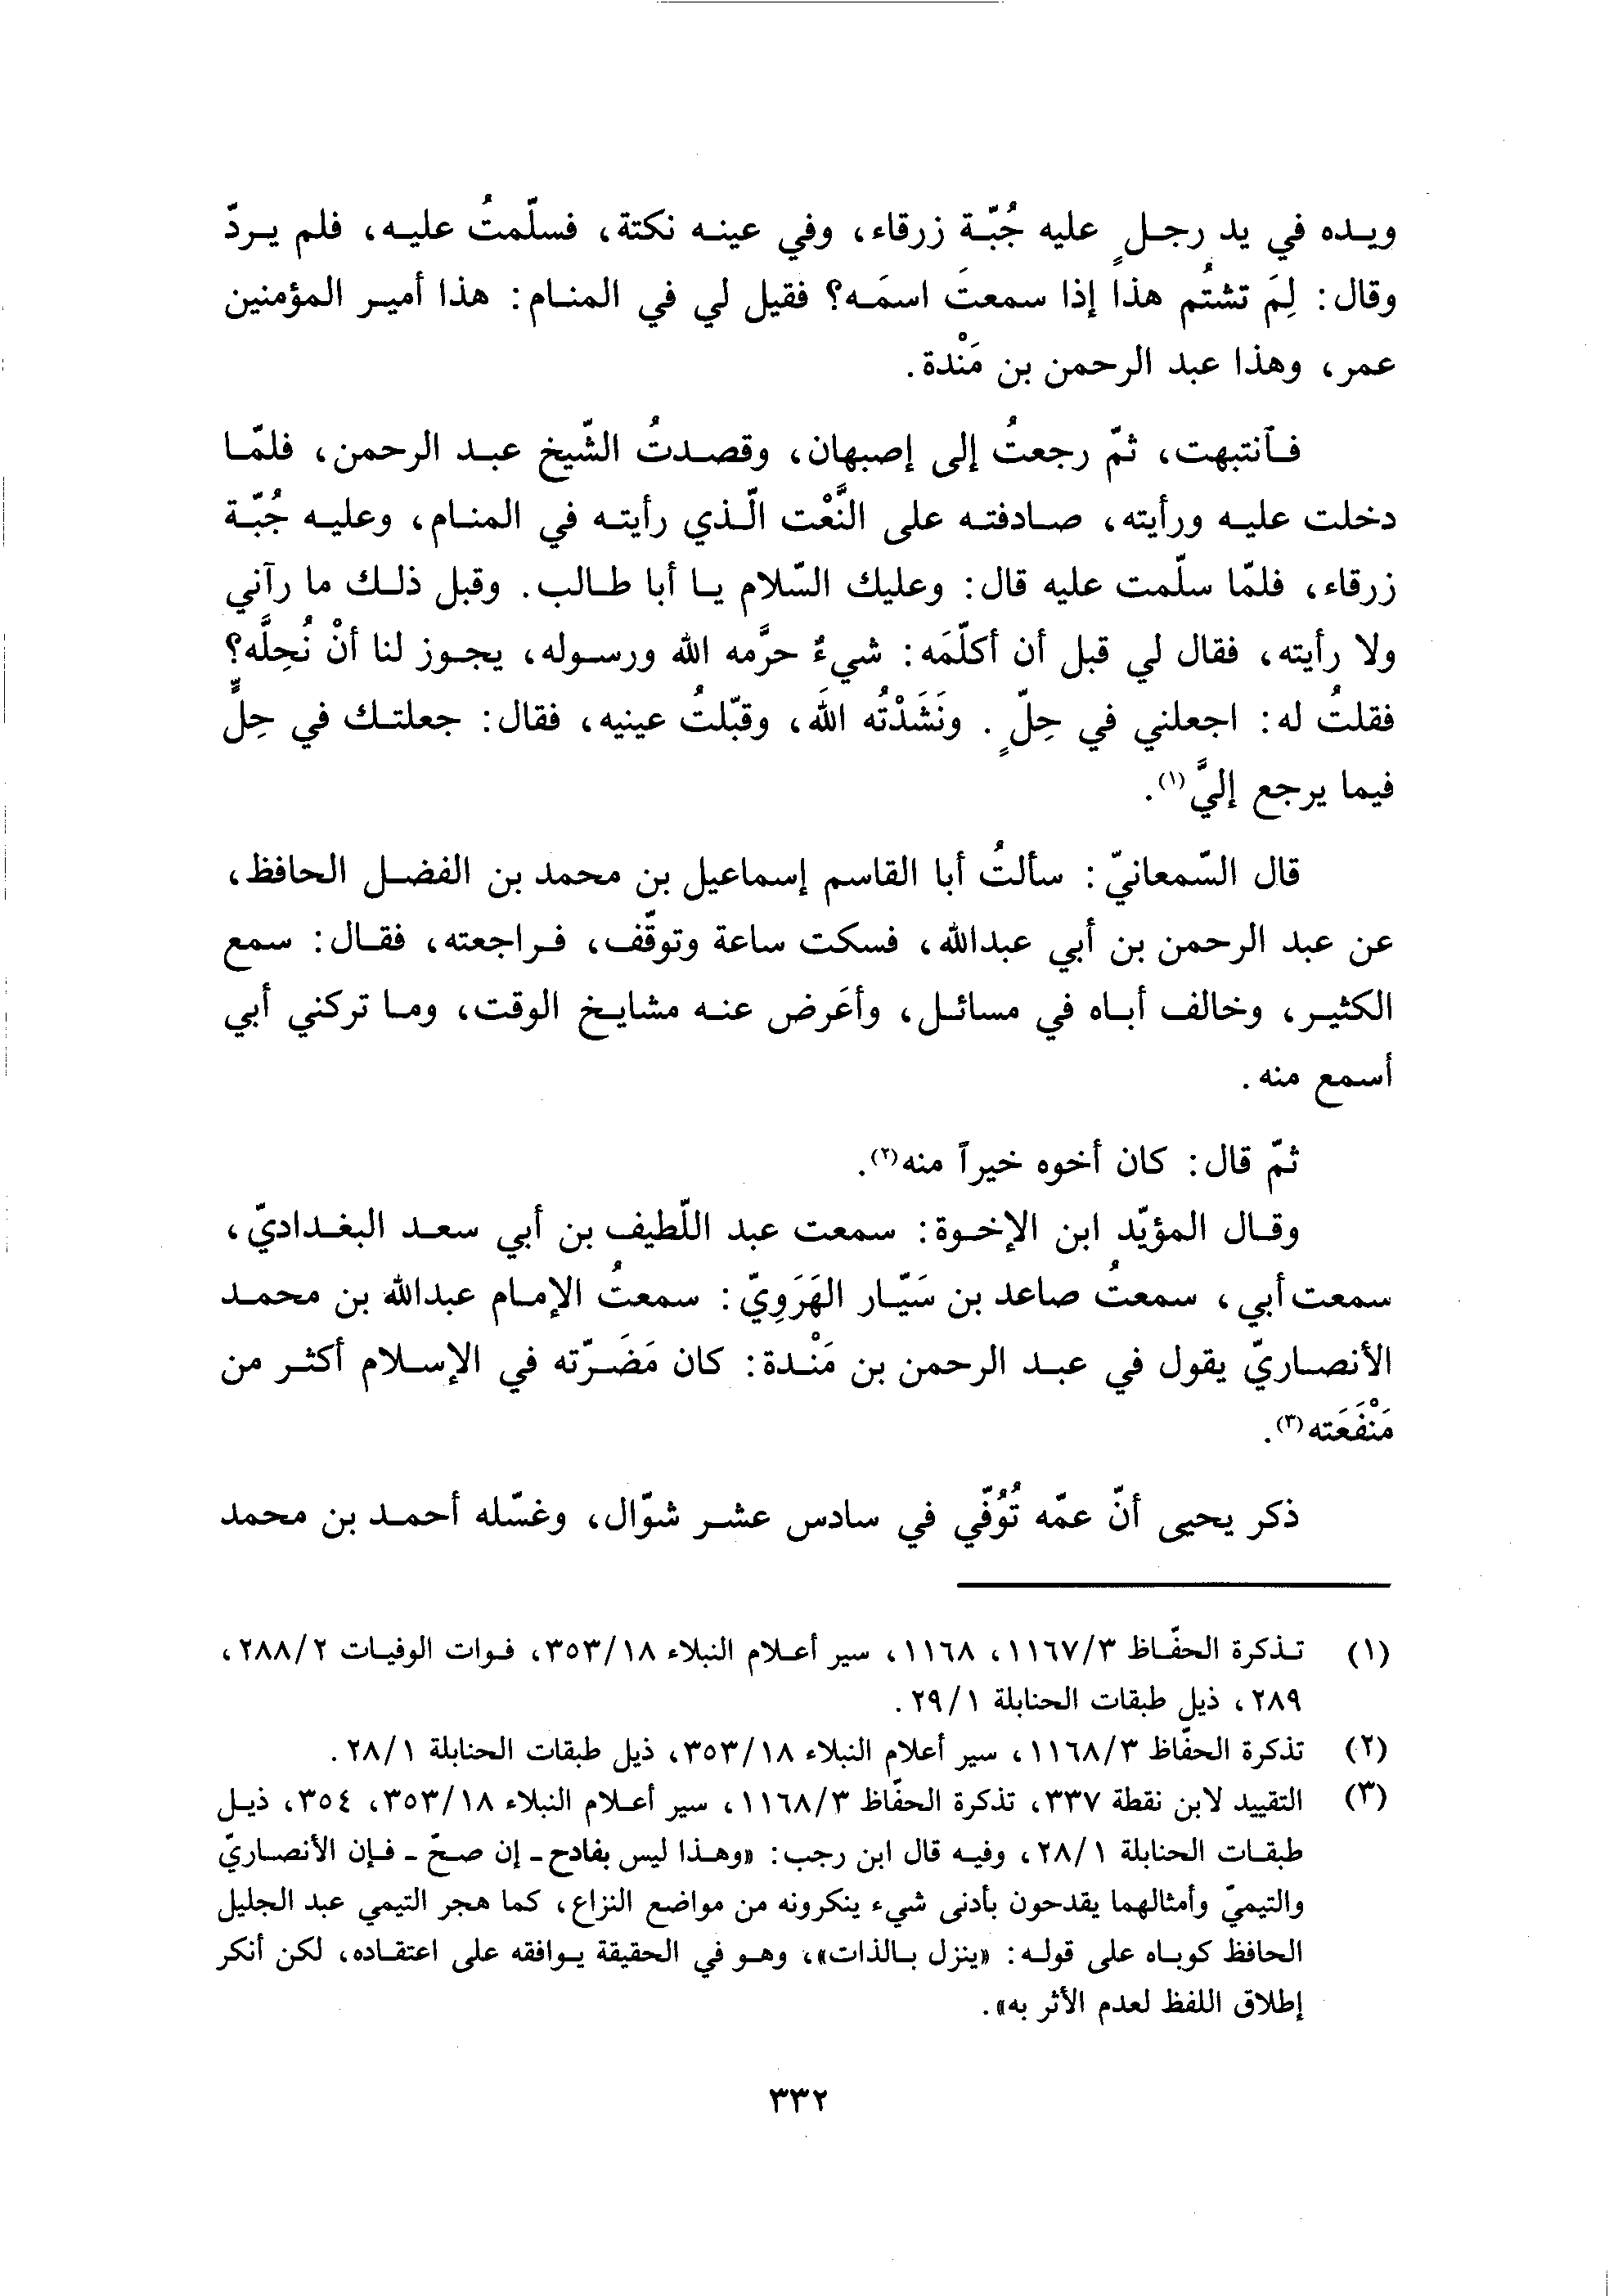 ويده في يد رجلٍ عليه جُبّة زرقاء، وفي عينه نكتة، فسلّمتُ عليه، فلم يردّ
وقال: لِمَ تشتُم هذا إذا سمعتَ اسمَه؟ فقيل لي في المنام: هذا أمير المؤمنين
عمر، وهذا عبد الرحمن بن مَنْدة.
فآنتبهت، ثمّ رجعتُ إلى إصبهان، وقصدتُ الشّيخ عبد الرحمن، فلمّا
دخلت عليه ورأيته، صادفته على النَّعْت الّذي رأيته في المنام، وعليه جُبّة
زرقاء، فلمّا سلّمت عليه قال: وعليك السّلام يا أبا طالب. وقبل ذلك ما رآني
ولا رأيته، فقال لي قبل أن أكلّمَه: شيءٌ حرَّمه الله ورسوله، يجوز لنا أنْ نُحِلَّه؟
فقلتُ له: اجعلني في حِلّ. ونَشَدْتُه اللهَ، وقبّلتُ عينيه، فقال: جعلتك في حِلٍّ
فيما يرجع إليَّ(١).
قال السّمعانيّ: سألتُ أبا القاسم إسماعيل بن محمد بن الفضل الحافظ،
عن عبد الرحمن بن أبي عبدالله، فسكت ساعة وتوقّف، فراجعته، فقال: سمع
الكثير، وخالف أباه في مسائل، وأعَرض عنه مشايخ الوقت، وما تركني أبي
أسمع منه.
ثمّ قال: كان أخوه خيراً منه(٢).
وقال المؤيّد ابن الإخوة: سمعت عبد اللّطيف بن أبي سعد البغداديّ،
سمعت أبي، سمعتُ صاعد بن سَيّار الهَرَوِيّ: سمعتُ الإمام عبدالله بن محمد
الأنصاريّ يقول في عبد الرحمن بن مَنْدة: كان مَضَرّته في الإسلام أكثر من
مَنْفَعَته(٣).
ذكر يحيى أنّ عمّه تُوُفّي في سادس عشر شوّال، وغسّله أحمد بن محمد
(١) تذكرة الحفّاظ ١١٦٧/٣، ١١٦٨، سير أعلام النبلاء ٣٥٣/١٨، فوات الوفيات ٢٨٨/٢،
٢٨٩، ذيل طبقات الحنابلة ٢٩/١.
(٢) تذكرة الحفّاظ ١١٦٨/٣، سير أعلام النبلاء ٣٥٣/١٨، ذيل طبقات الحنابلة ٢٨/١.
(٣) التقييد لابن نقطة ٣٣٧، تذكرة الحفّاظ ١١٦٨/٣، سير أعلام النبلاء ٣٥٣/١٨، ٣٥٤، ذيل
طبقات الحنابلة ٢٨/١، وفيه قال ابن رجب: «وهذا ليس بفادح - إن صحّ - فإن الأنصاريّ
والتيميّ وأمثالهما يقدحون بأدنى شيء ينكرونه من مواضع النزاع، كما هجر التيمي عبد الجليل
الحافظ كوباه على قوله: «ينزل بالذات»، وهو في الحقيقة يوافقه على اعتقاده، لكن أنكر
إطلاق اللفظ لعدم الأثر به».
٣٣٢